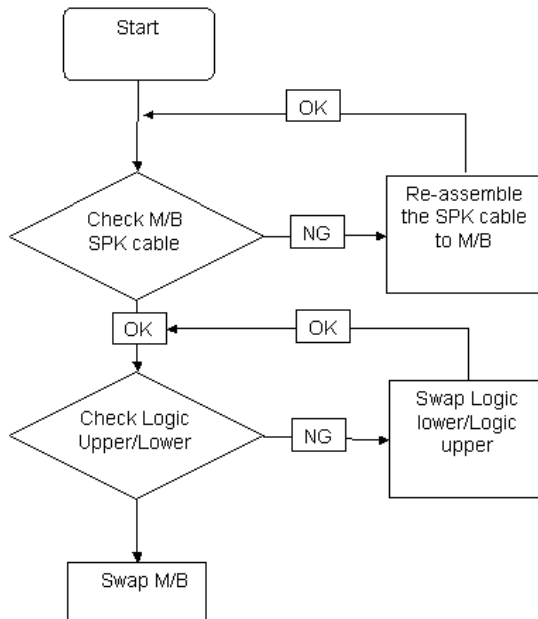 Start
OK
Check M/B
SPK cable
NG
Re-assemble
the SPK cable
to M/B
OK
OK
Check Logic
Upper/Lower
NG
Swap Logic
lower/Logic
upper
Swap M/B